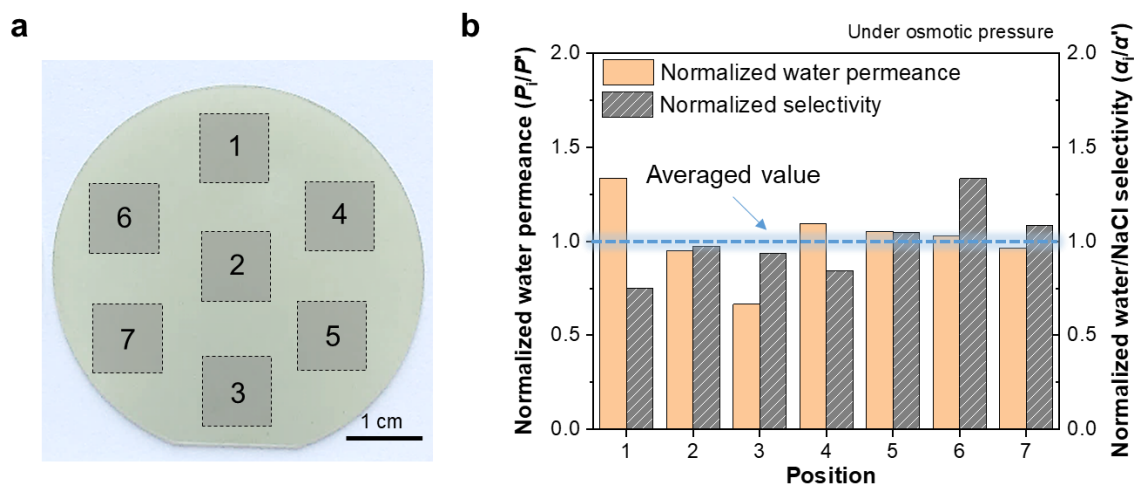 a
1
6
4
2
7
5
3
1 cm
b
Under osmotic pressure
Normalized water permeance (Pi/P')
2.0
1.5
1.0
0.5
0.0
Normalized water permeance
Normalized selectivity
Averaged value
1 2 3 4 5 6 7
Position
2.0
1.5
1.0
0.5
0.0
Normalized water/NaCl selectivity (αi/α')